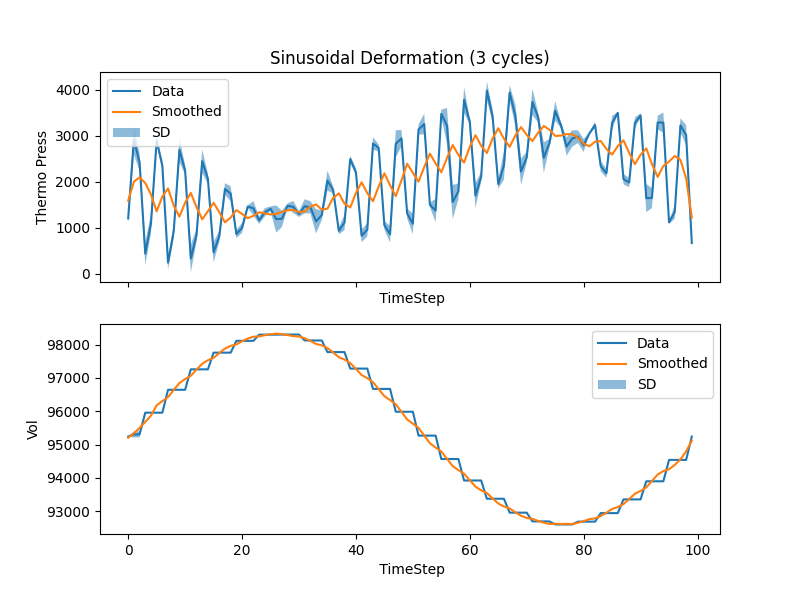 Sinusoidal Deformation (3 cycles)
Thermo Press
4000
3000
2000
1000
0
Data
Smoothed
SD
TimeStep
Vol
98000
97000
96000
95000
94000
93000
Data
Smoothed
SD
0 20 40 60 80 100
TimeStep